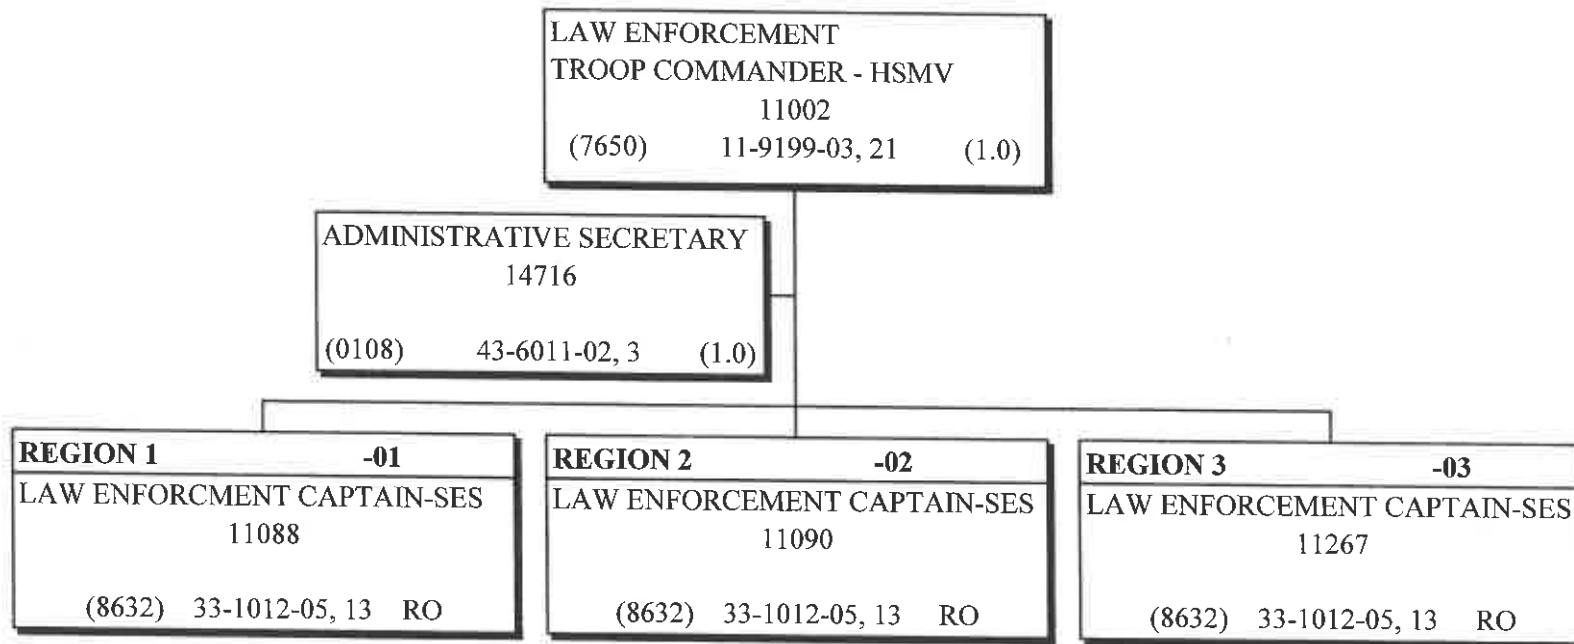 LAW ENFORCEMENT
TROOP COMMANDER - HSMV
11002
(7650) 11-9199-03, 21 (1.0)
ADMINISTRATIVE SECRETARY
14716
(0108) 43-6011-02, 3 (1.0)
REGION 1 -01
LAW ENFORCMENT CAPTAIN-SES
11088
(8632) 33-1012-05, 13 RO
REGION 2 -02
LAW ENFORCEMENT CAPTAIN-SES
11090
(8632) 33-1012-05, 13 RO
REGION 3 -03
LAW ENFORCEMENT CAPTAIN-SES
11267
(8632) 33-1012-05, 13 RO